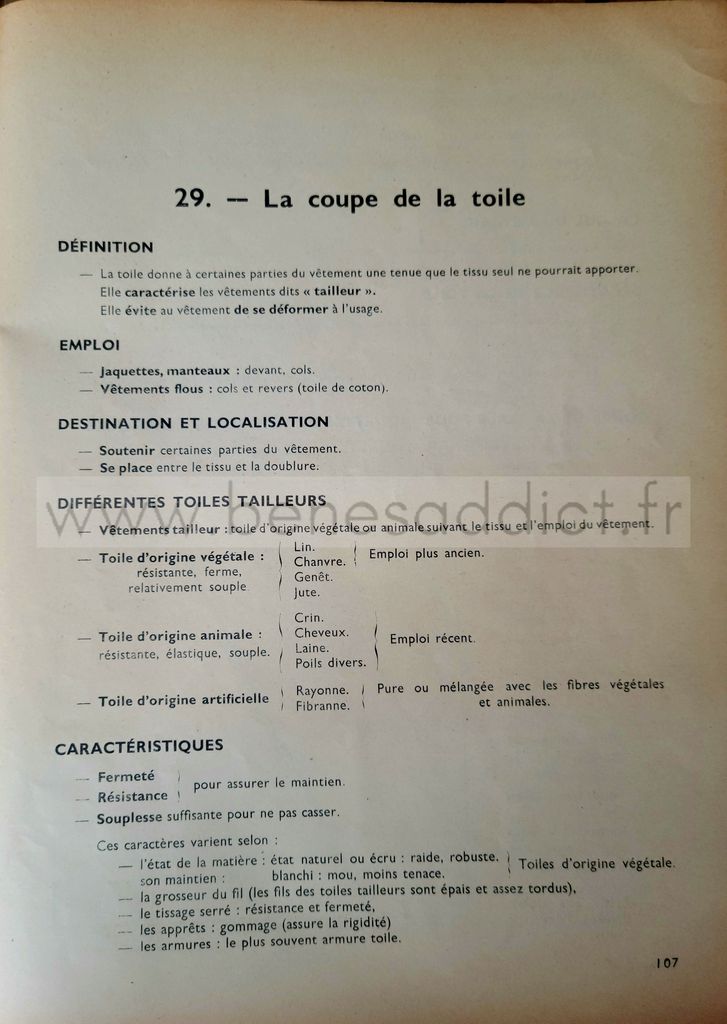 29. — La coupe de la toile
DÉFINITION
— La toile donne à certaines parties du vêtement une tenue que le tissu seul ne pourrait apporter.
Elle caractérise les vêtements dits « tailleur ».
Elle évite au vêtement de se déformer à l'usage.
EMPLOI
— Jaquettes, manteaux : devant, cols.
— Vêtements flous : cols et revers (toile de coton).
DESTINATION ET LOCALISATION
— Soutenir certaines parties du vêtement.
— Se place entre le tissu et la doublure.
www.benesaddict.fr
DIFFÉRENTES TOILES TAILLEURS
— Vêtements tailleur : toile d'origine végétale ou animale suivant le tissu et l'emploi du vêtement.
— Toile d'origine végétale :
résistante, ferme,
relativement souple
Lin.
Chanvre.
Genêt.
Jute.
Emploi plus ancien.
— Toile d'origine animale :
résistante, élastique, souple.
Crin.
Cheveux.
Laine.
Poils divers.
Emploi récent.
— Toile d'origine artificielle
Rayonne.
Fibranne.
Pure ou mélangée avec les fibres végétales
et animales.
CARACTÉRISTIQUES
— Fermeté
— Résistance
pour assurer le maintien.
— Souplesse suffisante pour ne pas casser.
Ces caractères varient selon :
— l'état de la matière : état naturel ou écru : raide, robuste.
son maintien : blanchi : mou, moins tenace.
Toiles d'origine végétale.
— la grosseur du fil (les fils des toiles tailleurs sont épais et assez tordus),
— le tissage serré : résistance et fermeté,
— les apprêts : gommage (assure la rigidité)
— les armures : le plus souvent armure toile.
107